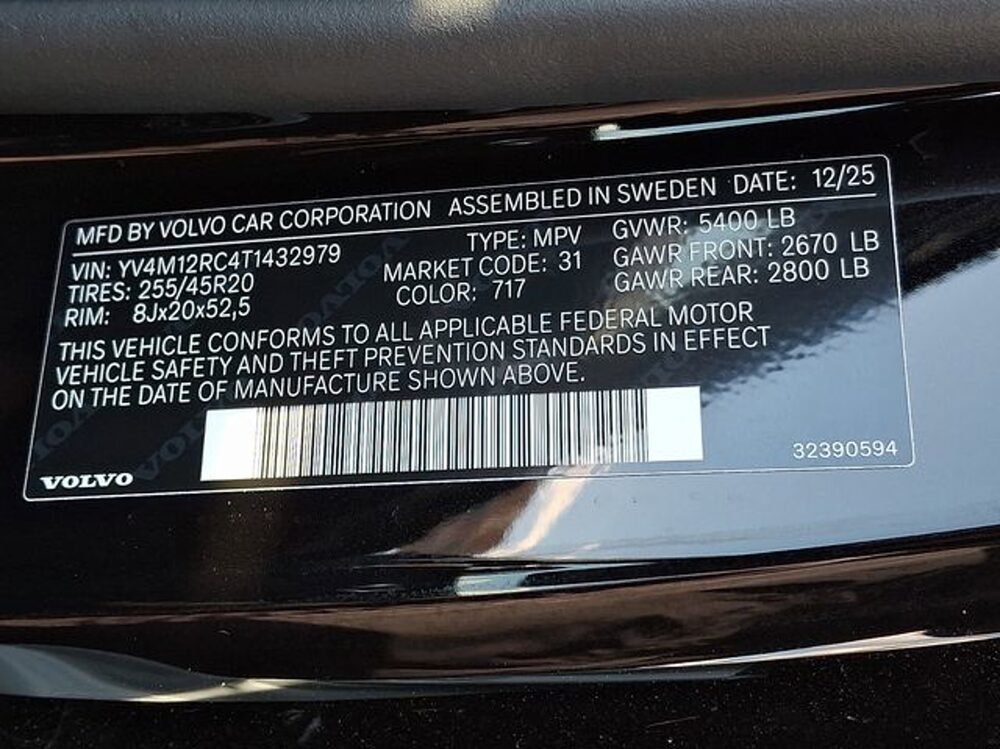 MFD BY VOLVO CAR CORPORATION ASSEMBLED IN SWEDEN DATE: 12/25
VIN: YV4M12RC4T1432979 TYPE: MPV GVWR: 5400 LB
TIRES: 255/45R20 MARKET CODE: 31 GAWR FRONT: 2670 LB
RIM: 8Jx20x52,5 COLOR: 717 GAWR REAR: 2800 LB
THIS VEHICLE CONFORMS TO ALL APPLICABLE FEDERAL MOTOR
VEHICLE SAFETY AND THEFT PREVENTION STANDARDS IN EFFECT
ON THE DATE OF MANUFACTURE SHOWN ABOVE.
VOLVO 32390594